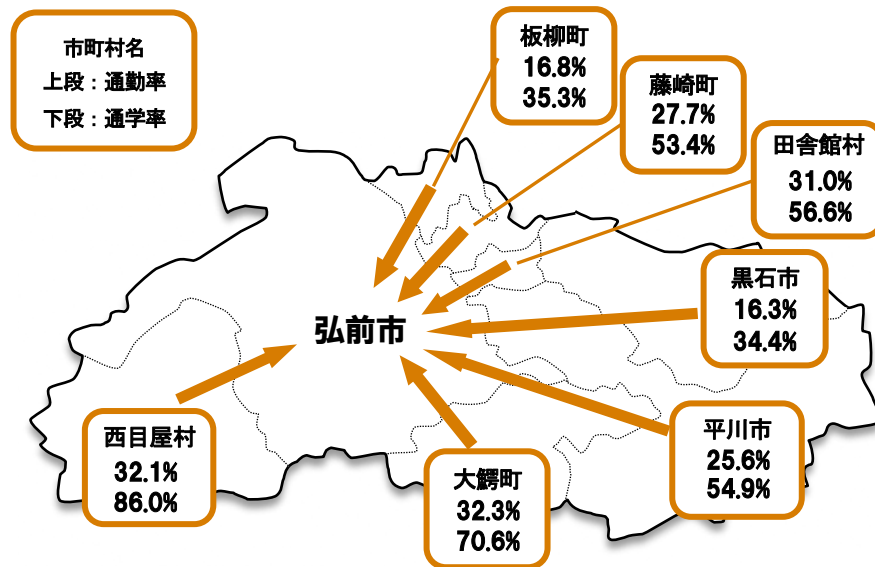 市町村名
上段：通勤率
下段：通学率
板柳町
16.8%
35.3%
藤崎町
27.7%
53.4%
田舎館村
31.0%
56.6%
黒石市
16.3%
34.4%
弘前市
平川市
25.6%
54.9%
西目屋村
32.1%
86.0%
大鰐町
32.3%
70.6%